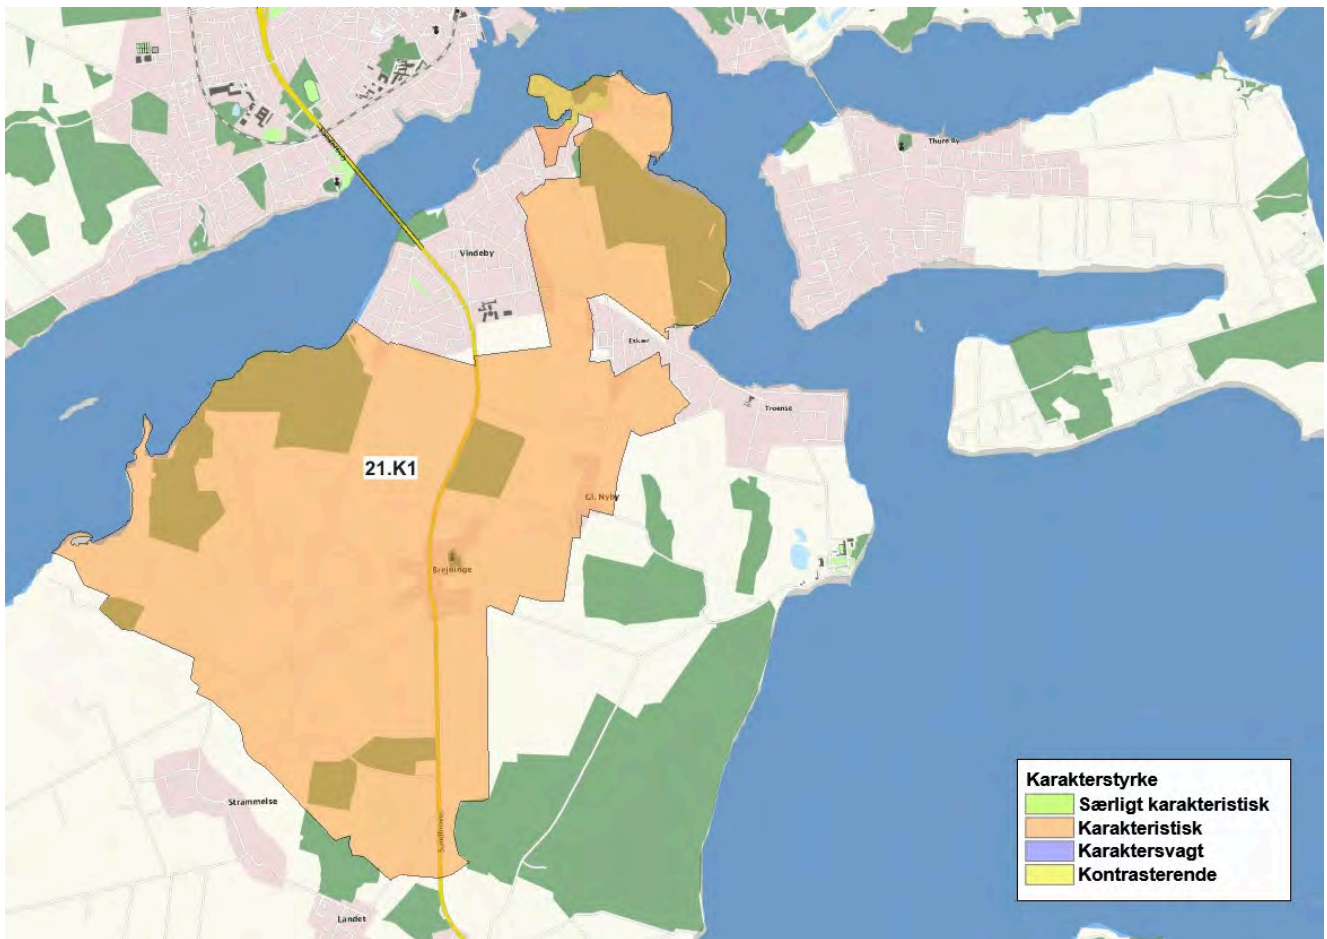 Thurø By
Vindeby
Eskær
Troense
21.K1
Gl. Nyby
Brejninge
Strammelse
Landet
Karakterstyrke
Særligt karakteristisk
Karakteristisk
Karaktersvagt
Kontrasterende